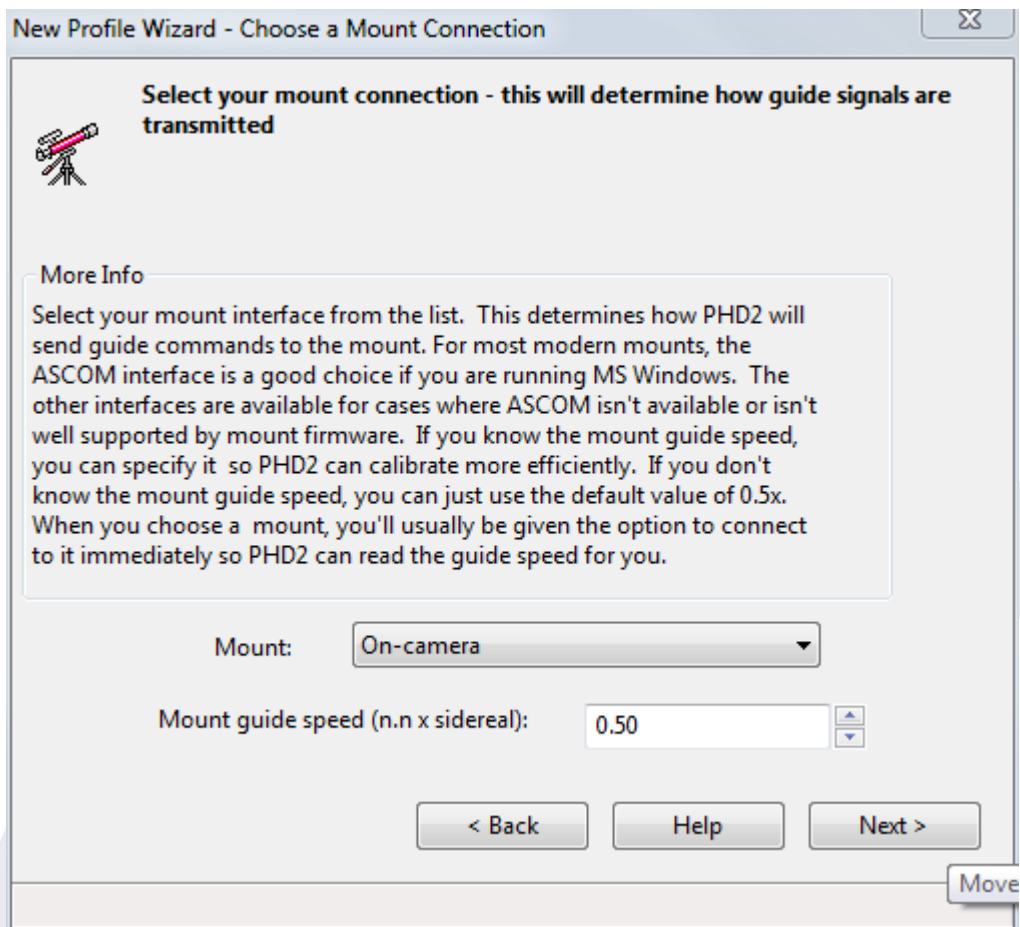 New Profile Wizard - Choose a Mount Connection
Select your mount connection - this will determine how guide signals are
transmitted
More Info
Select your mount interface from the list.  This determines how PHD2 will
send guide commands to the mount. For most modern mounts, the
ASCOM interface is a good choice if you are running MS Windows.  The
other interfaces are available for cases where ASCOM isn't available or isn't
well supported by mount firmware.  If you know the mount guide speed,
you can specify it  so PHD2 can calibrate more efficiently.  If you don't
know the mount guide speed, you can just use the default value of 0.5x.
When you choose a  mount, you'll usually be given the option to connect
to it immediately so PHD2 can read the guide speed for you.
Mount: On-camera
Mount guide speed (n.n x sidereal): 0.50
< Back Help Next >
Move